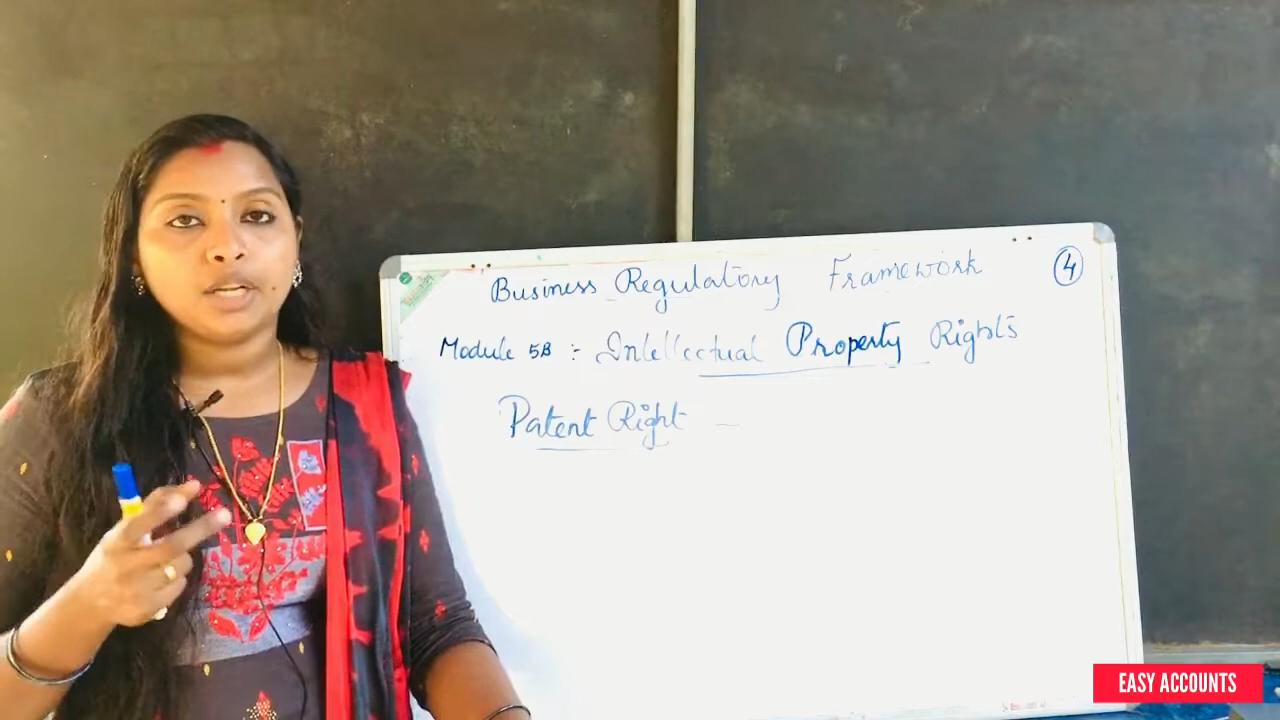 Business Regulatory Framework 4
Module 5B :- Intellectual Property Rights
Patent Right –
EASY ACCOUNTS